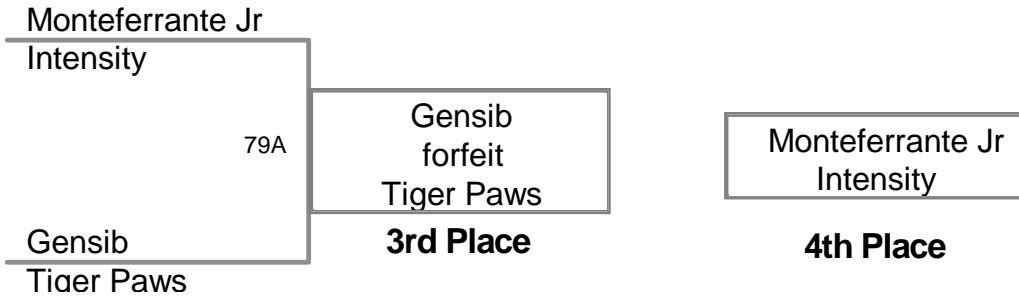 Monteferrante Jr
Intensity
79A
Gensib
Tiger Paws
Gensib
forfeit
Tiger Paws
3rd Place
Monteferrante Jr
Intensity
4th Place